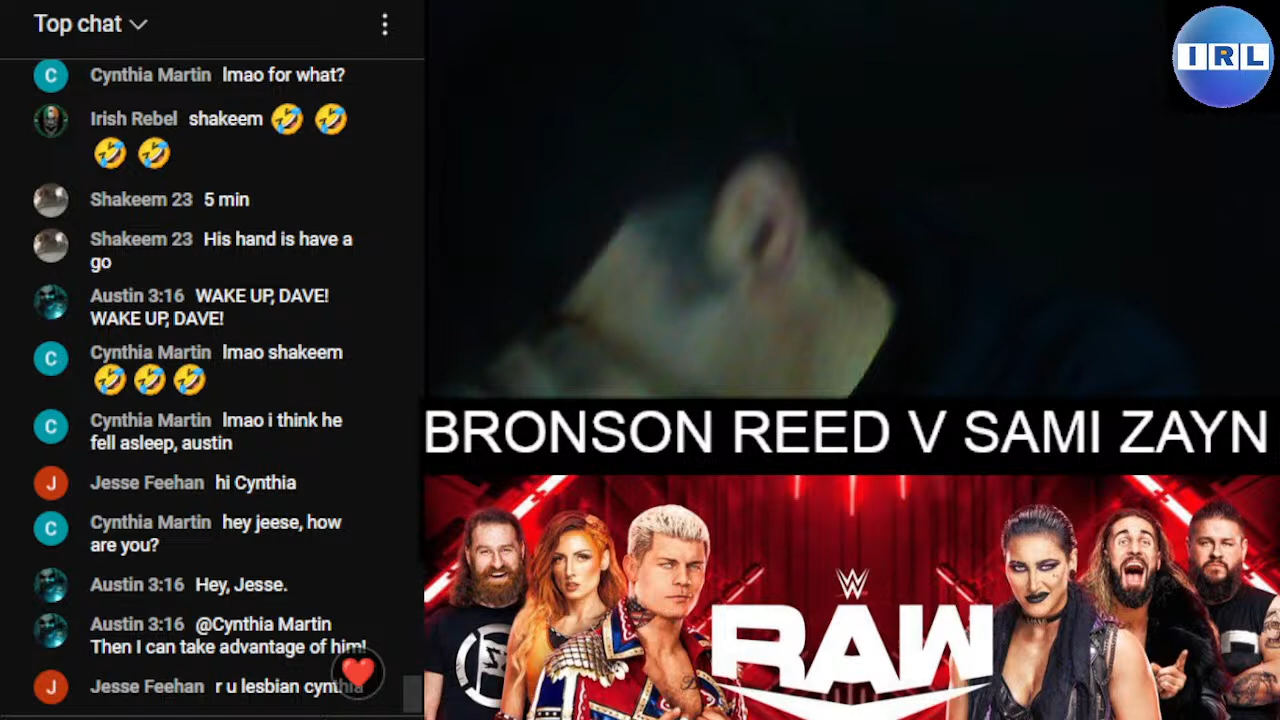 Top chat
Cynthia Martin lmao for what?
Irish Rebel shakeem 🤣 🤣
🤣 🤣
Shakeem 23 5 min
Shakeem 23 His hand is have a
go
Austin 3:16 WAKE UP, DAVE!
WAKE UP, DAVE!
Cynthia Martin lmao shakeem
🤣 🤣 🤣
Cynthia Martin lmao i think he
fell asleep, austin
Jesse Feehan hi Cynthia
Cynthia Martin hey jeese, how
are you?
Austin 3:16 Hey, Jesse.
Austin 3:16 @Cynthia Martin
Then I can take advantage of him!
Jesse Feehan r u lesbian cynthia
IRL
BRONSON REED V SAMI ZAYN
W
RAW